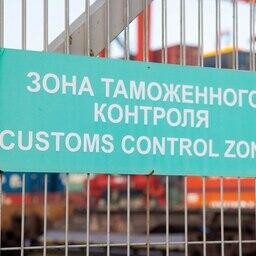 ЗОНА ТАМОЖЕННОГО
КОНТРОЛЯ
CUSTOMS CONTROL ZON